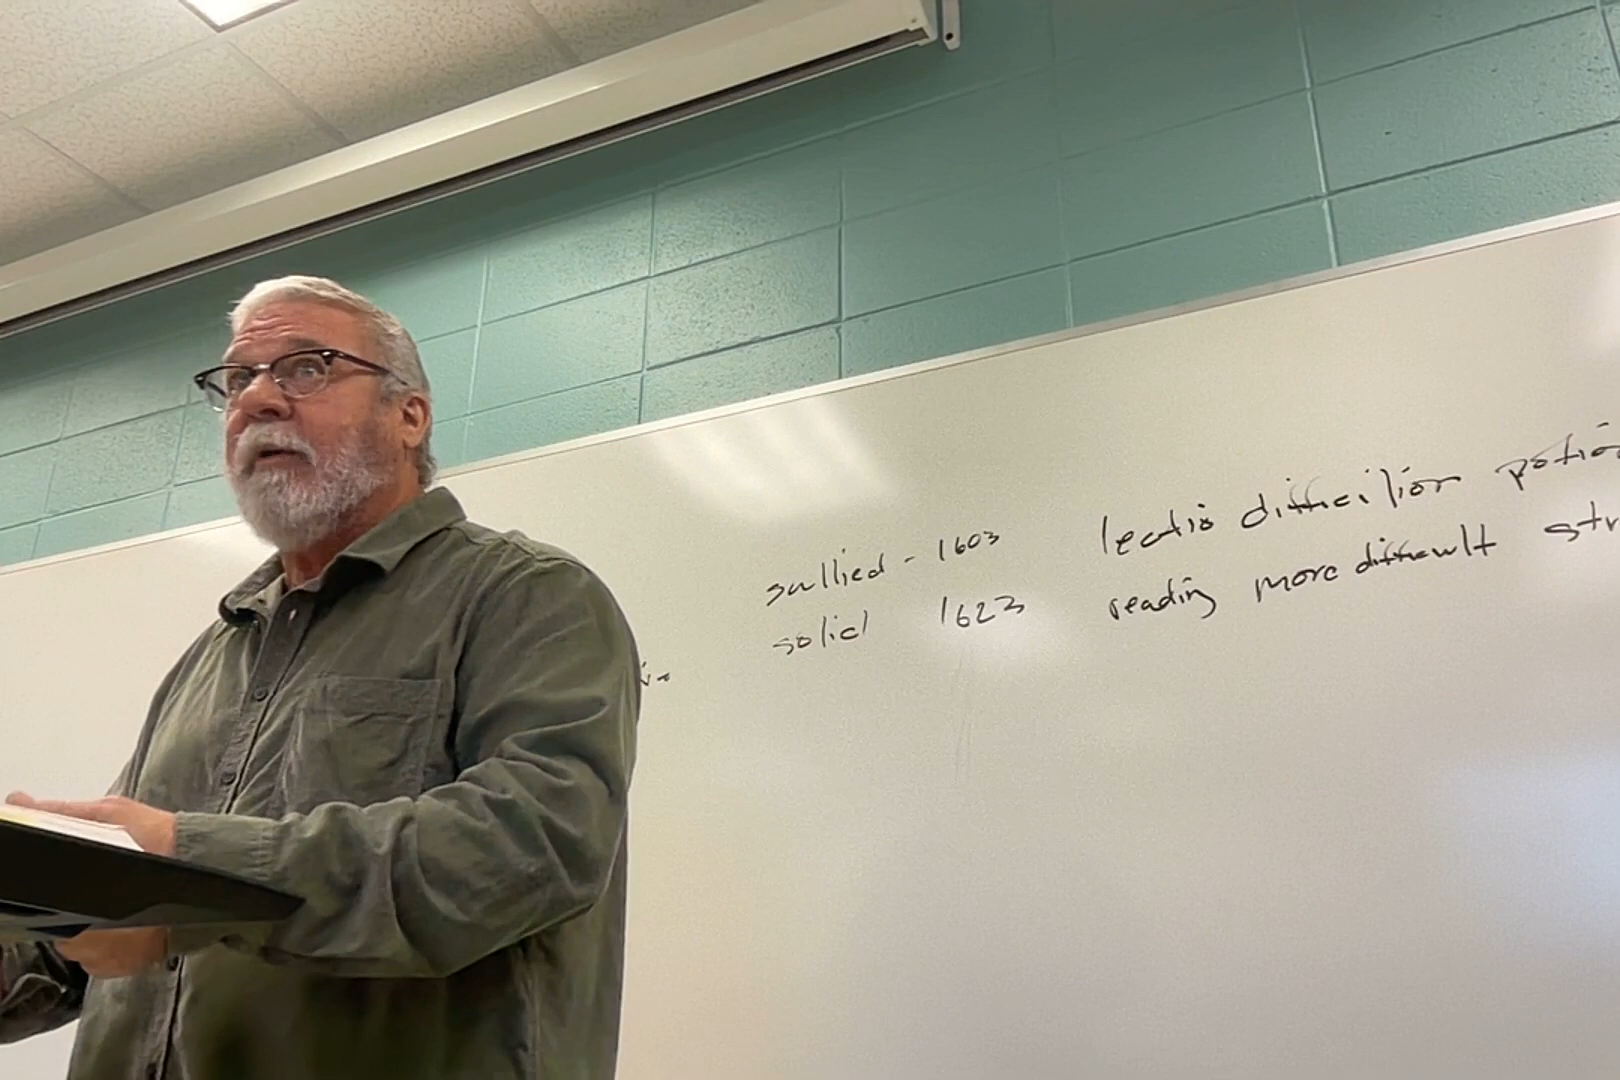 sullied - 1603 lectio difficilior
solid 1623 reading more difficult